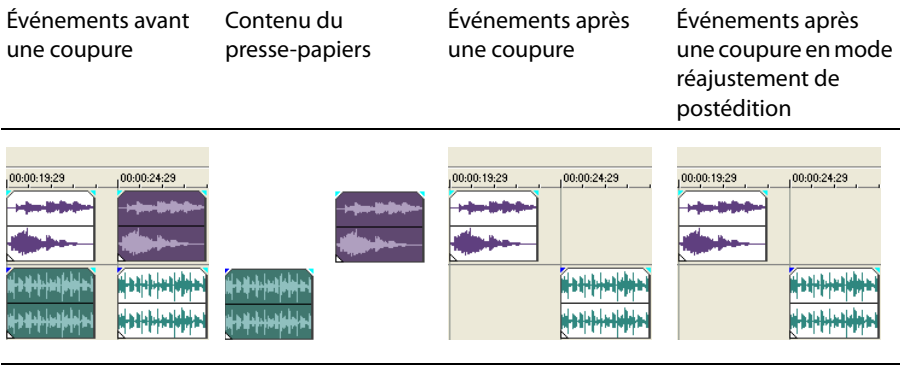 Événements avant
une coupure
Contenu du
presse-papiers
Événements après
une coupure
Événements après
une coupure en mode
réajustement de
postédition
00:00:19:29
00:00:24:29
00:00:19:29
00:00:24:29
00:00:19:29
00:00:24:29